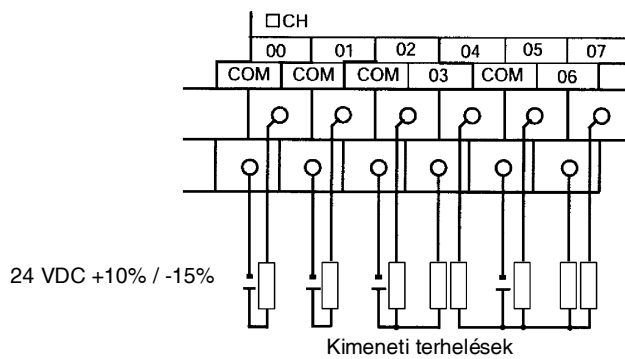 □CH
00 01 02 04 05 07
COM COM COM 03 COM 06
24 VDC +10% / -15%
Kimeneti terhelések